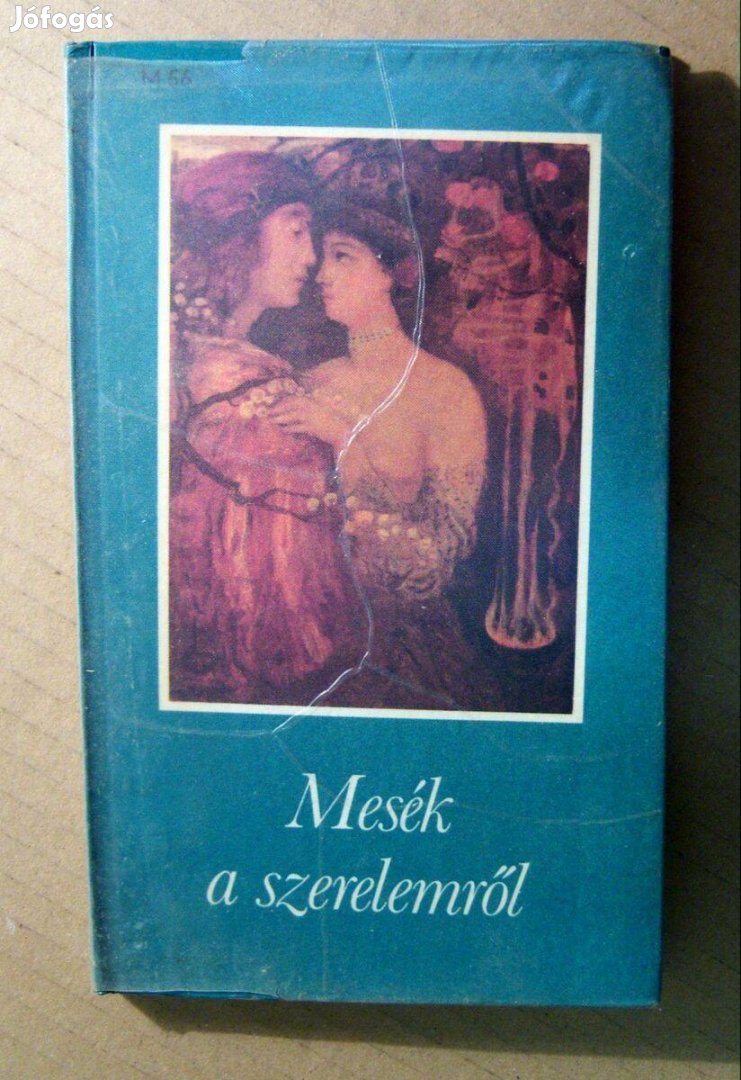 Jófogás
M 66
Mesék
a szerelemről